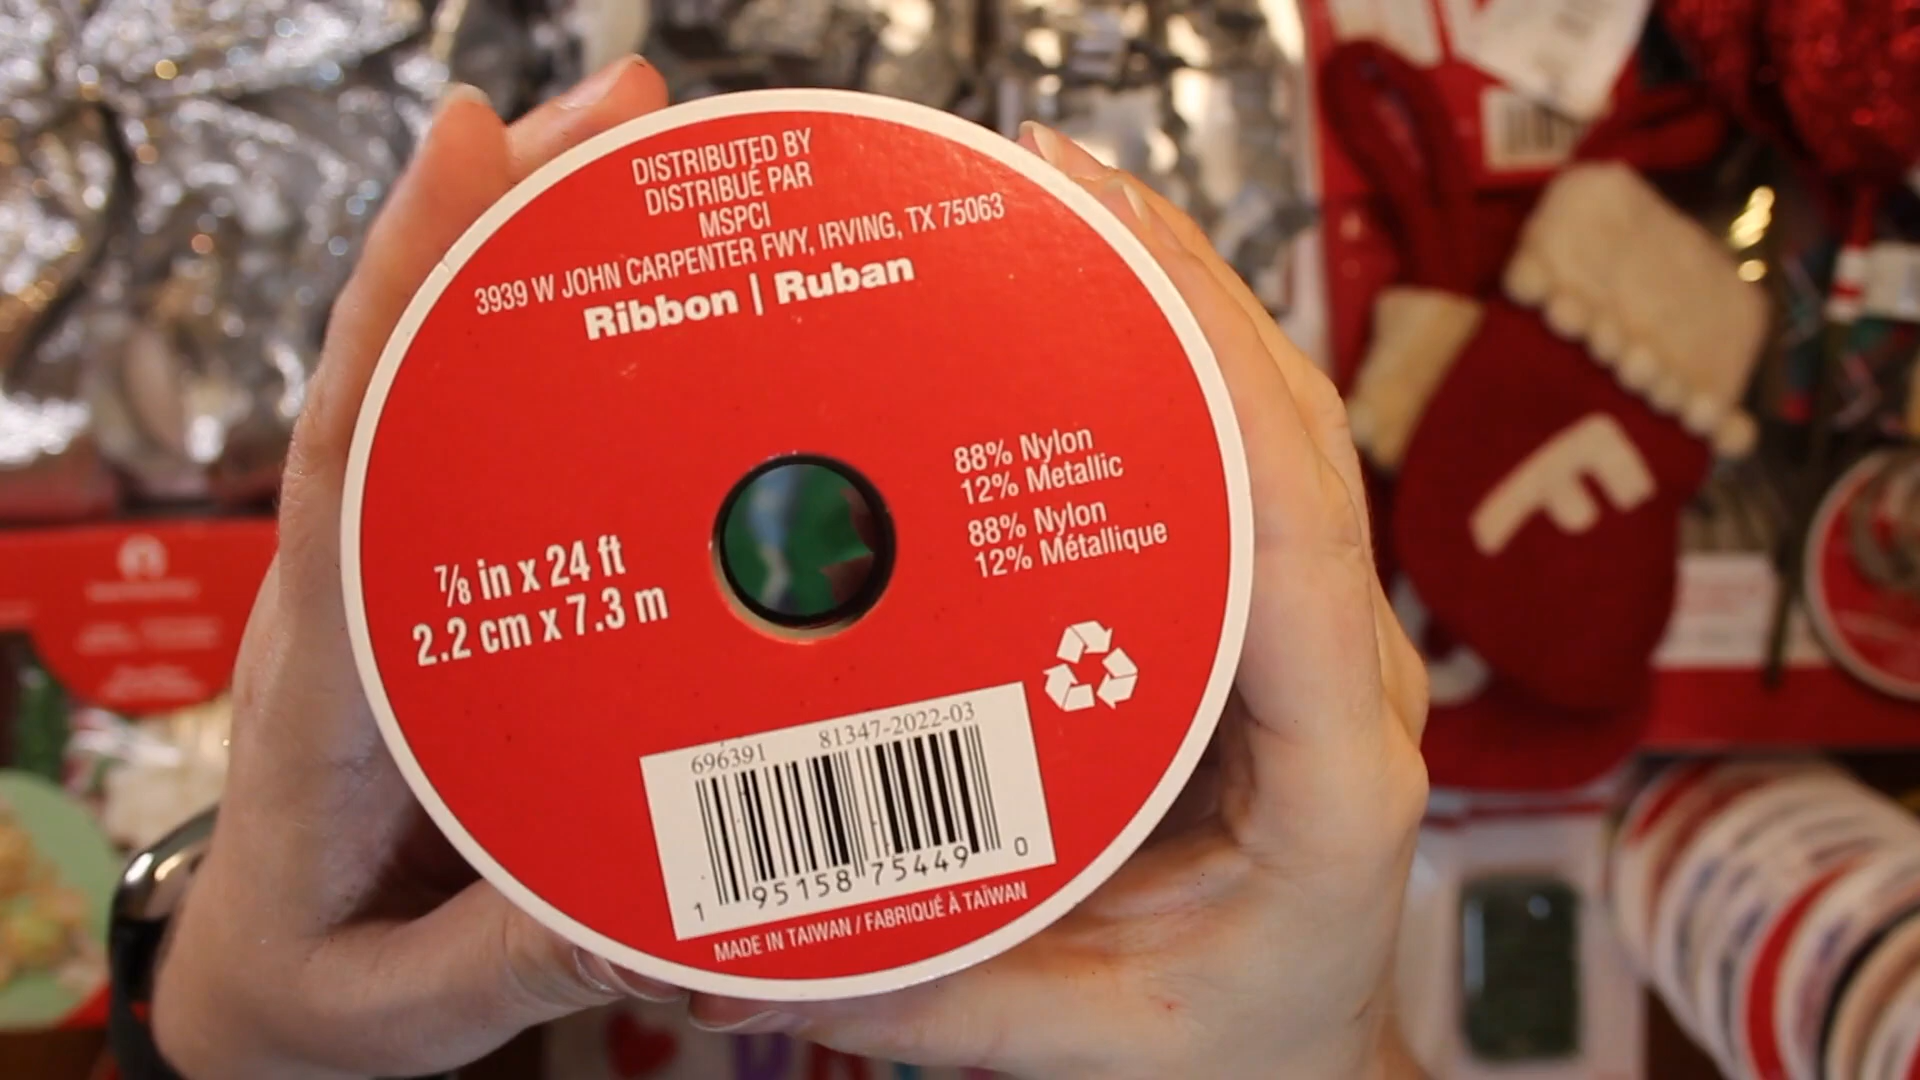 DISTRIBUTED BY
DISTRIBUÉ PAR
MSPCI
3939 W JOHN CARPENTER FWY, IRVING, TX 75063
Ribbon | Ruban
88% Nylon
12% Metallic
88% Nylon
12% Métallique
⅞ in x 24 ft
2.2 cm x 7.3 m
696391 81347-2022-03
1 95158 75449 0
MADE IN TAIWAN / FABRIQUÉ À TAÏWAN
F